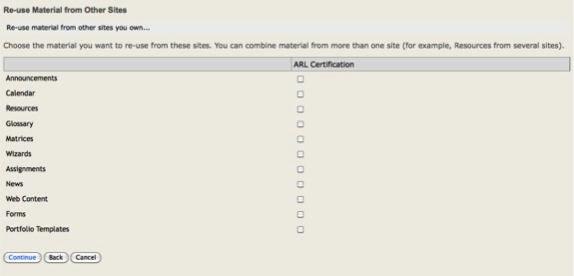 Re-use Material from Other Sites
Re-use material from other sites you own...
Choose the material you want to re-use from these sites. You can combine material from more than one site (for example, Resources from several sites).
ARL Certification
Announcements
Calendar
Resources
Glossary
Matrices
Wizards
Assignments
News
Web Content
Forms
Portfolio Templates
Continue Back Cancel